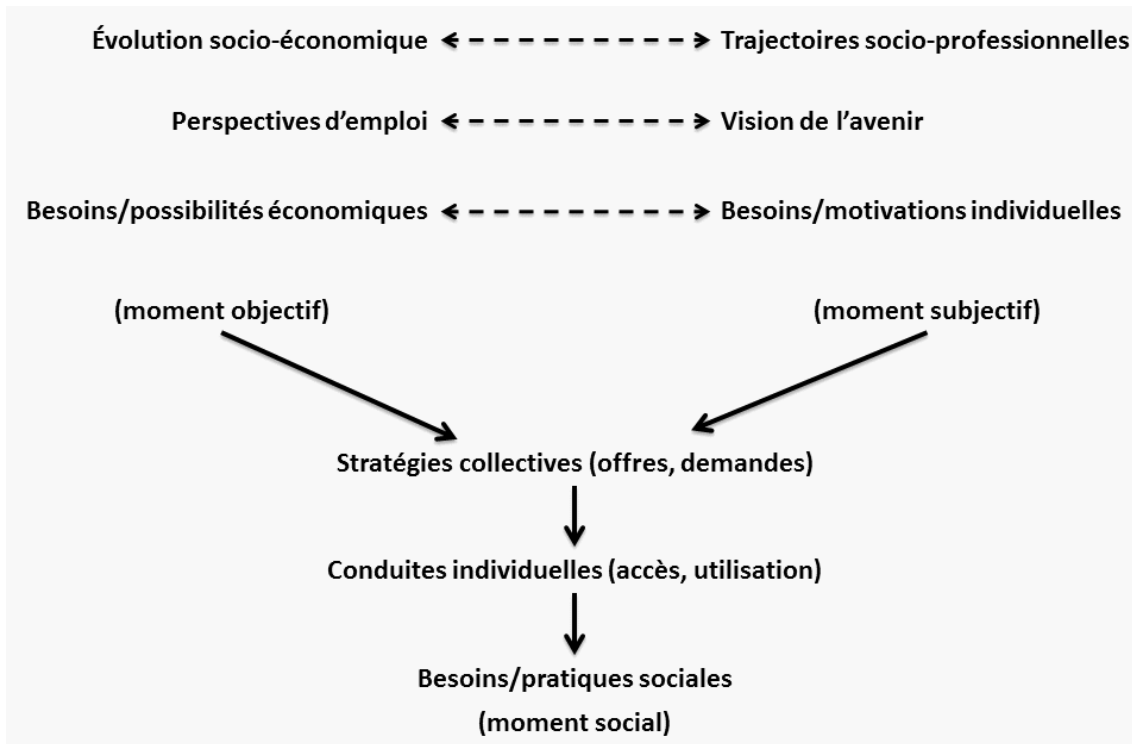 Évolution socio-économique
Trajectoires socio-professionnelles
Perspectives d'emploi
Vision de l'avenir
Besoins/possibilités économiques
Besoins/motivations individuelles
(moment objectif)
(moment subjectif)
Stratégies collectives (offres, demandes)
Conduites individuelles (accès, utilisation)
Besoins/pratiques sociales
(moment social)